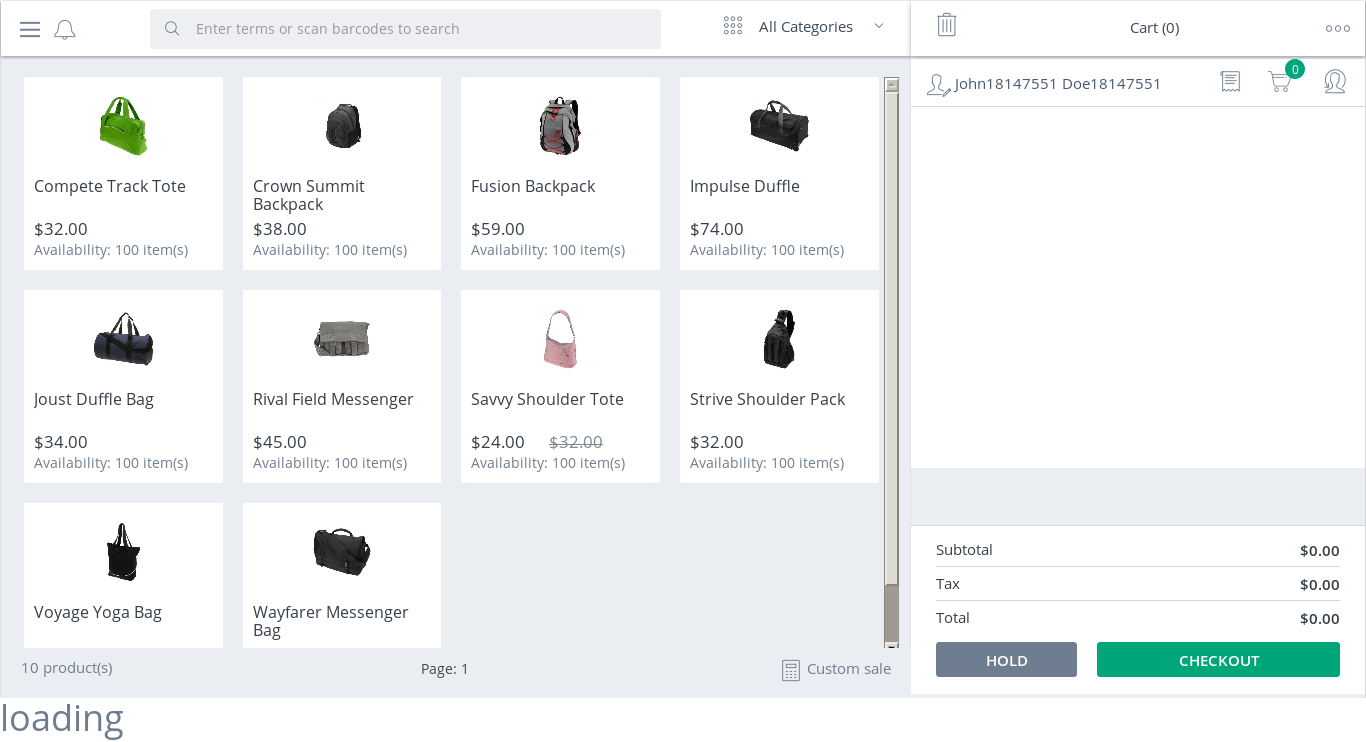 Enter terms or scan barcodes to search
All Categories
Cart (0)
John18147551 Doe18147551
0
Compete Track Tote
$32.00
Availability: 100 item(s)
Crown Summit
Backpack
$38.00
Availability: 100 item(s)
Fusion Backpack
$59.00
Availability: 100 item(s)
Impulse Duffle
$74.00
Availability: 100 item(s)
Joust Duffle Bag
$34.00
Availability: 100 item(s)
Rival Field Messenger
$45.00
Availability: 100 item(s)
Savvy Shoulder Tote
$24.00 $32.00
Availability: 100 item(s)
Strive Shoulder Pack
$32.00
Availability: 100 item(s)
Voyage Yoga Bag
Wayfarer Messenger
Bag
10 product(s)
Page: 1
Custom sale
Subtotal $0.00
Tax $0.00
Total $0.00
HOLD
CHECKOUT
loading